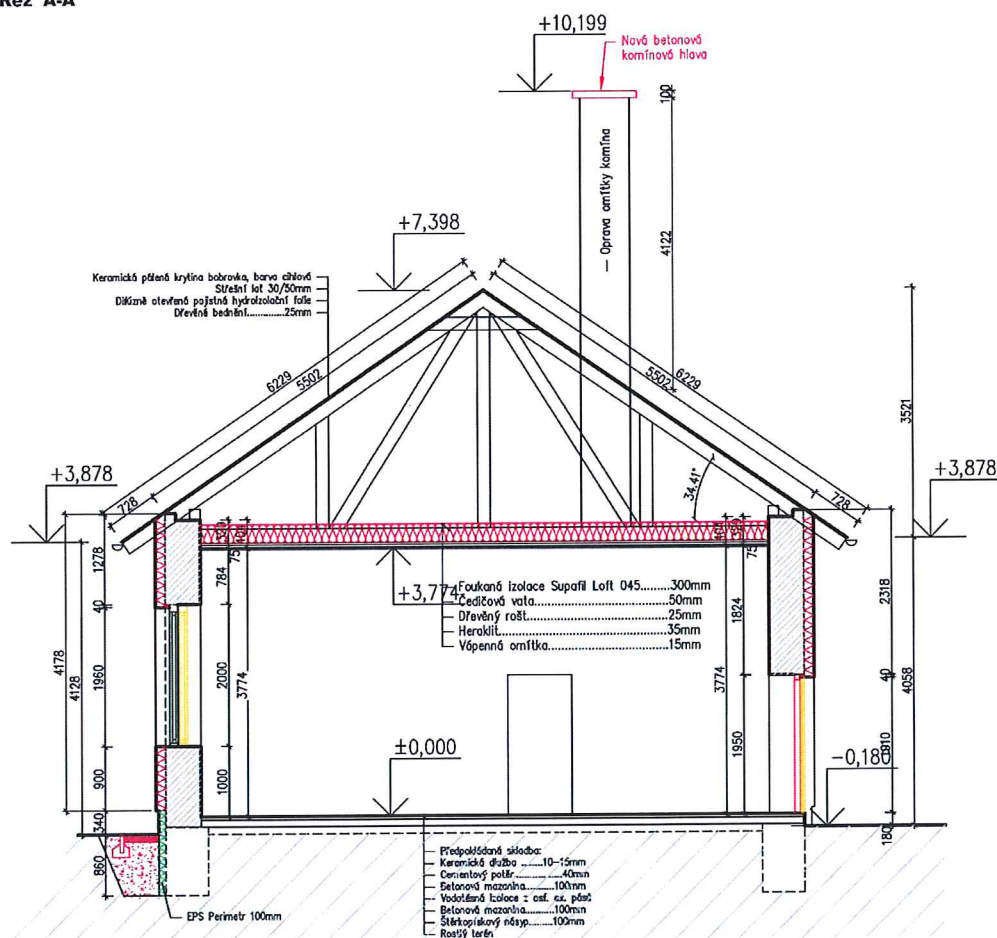 Řez A-A
+10,199
Nová betonová
komínová hlava
100
Oprava omítky komína
4122
+7,398
Keramická pálená krytina bobrovka, barva cihlová
Střešní lat 30/50mm
Difúzně otevřená pojistná hydroizolační folie
Dřevěné bednění............25mm
6229
5502
5502
6229
3521
+3,878
728
34.41°
728
+3,878
1278
40
1960
900
340
860
4178
4128
784
75
2000
1000
3774
+3,774
Foukaná izolace Supafil Loft 045......300mm
Čedičová vata............50mm
Dřevěný rošt............25mm
Heraklit............35mm
Vápenná omítka............15mm
75
1824
3774
1950
2318
40
1910
180
4058
±0,000
-0,180
Předpokládaná skladba:
Keramická dlažba ......10-15mm
Cementový potěr............40mm
Betonová mazanina......100mm
Vodotěsná izolace z asf. ox. pásů
Betonová mazanina......100mm
Štěrkopískový násyp......100mm
Rostlý terén
EPS Perimetr 100mm